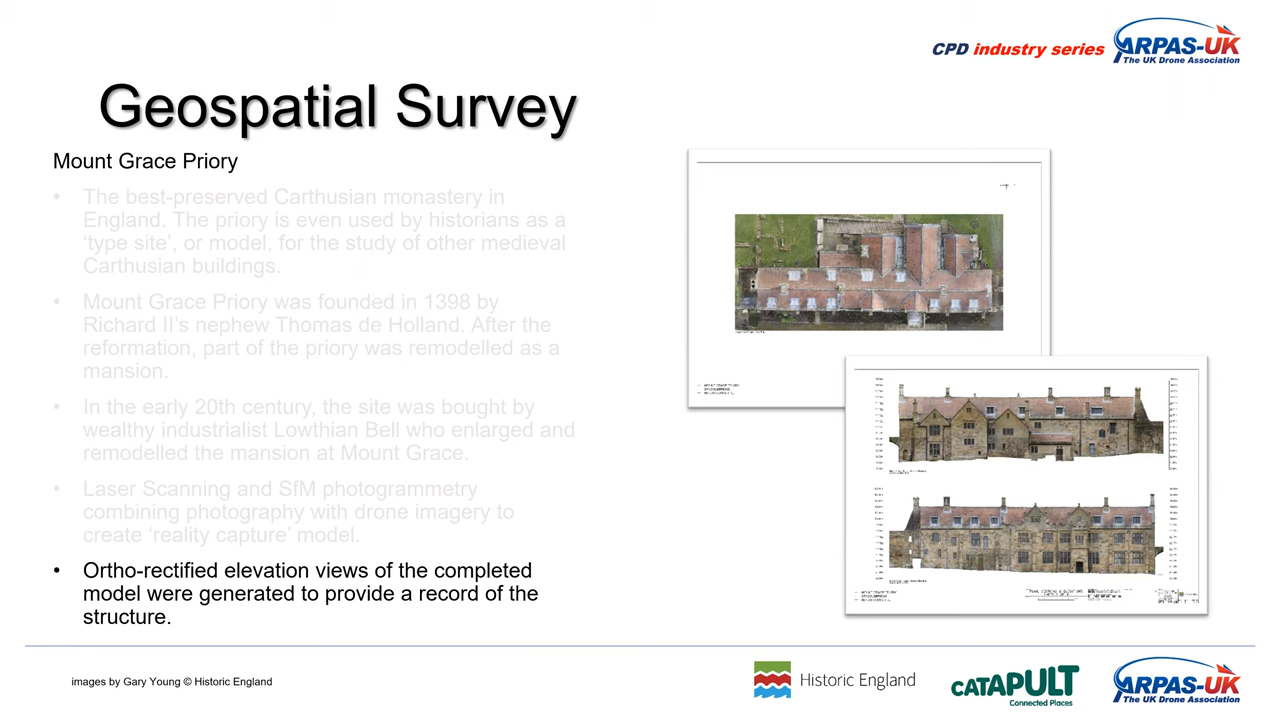 CPD industry series
ARPAS-UK
The UK Drone Association
Geospatial Survey
Mount Grace Priory
• The best-preserved Carthusian monastery in
England. The priory is even used by historians as a
‘type site’, or model, for the study of other medieval
Carthusian buildings.
• Mount Grace Priory was founded in 1398 by
Richard II’s nephew Thomas de Holland. After the
reformation, part of the priory was remodelled as a
mansion.
• In the early 20th century, the site was bought by
wealthy industrialist Lowthian Bell who enlarged and
remodelled the mansion at Mount Grace.
• Laser Scanning and SfM photogrammetry
combining photography with drone imagery to
create ‘reality capture’ model.
• Ortho-rectified elevation views of the completed
model were generated to provide a record of the
structure.
images by Gary Young © Historic England
Historic England
CATAPULT
Connected Places
ARPAS-UK
The UK Drone Association